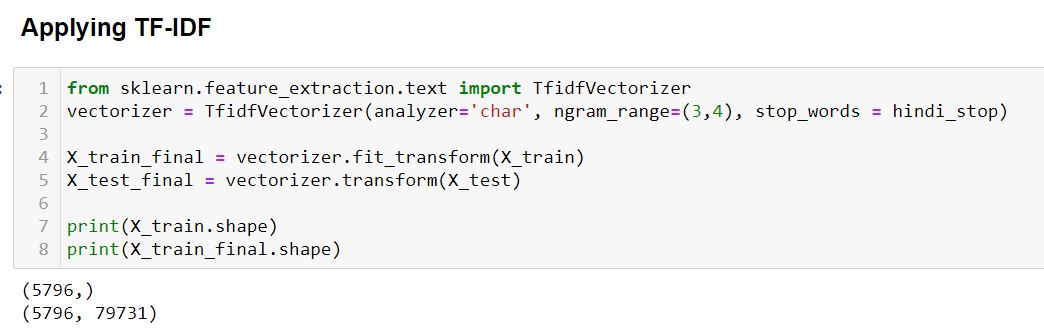 Applying TF-IDF
1 from sklearn.feature_extraction.text import TfidfVectorizer
2 vectorizer = TfidfVectorizer(analyzer='char', ngram_range=(3,4), stop_words = hindi_stop)
3
4 X_train_final = vectorizer.fit_transform(X_train)
5 X_test_final = vectorizer.transform(X_test)
6
7 print(X_train.shape)
8 print(X_train_final.shape)
(5796,)
(5796, 79731)